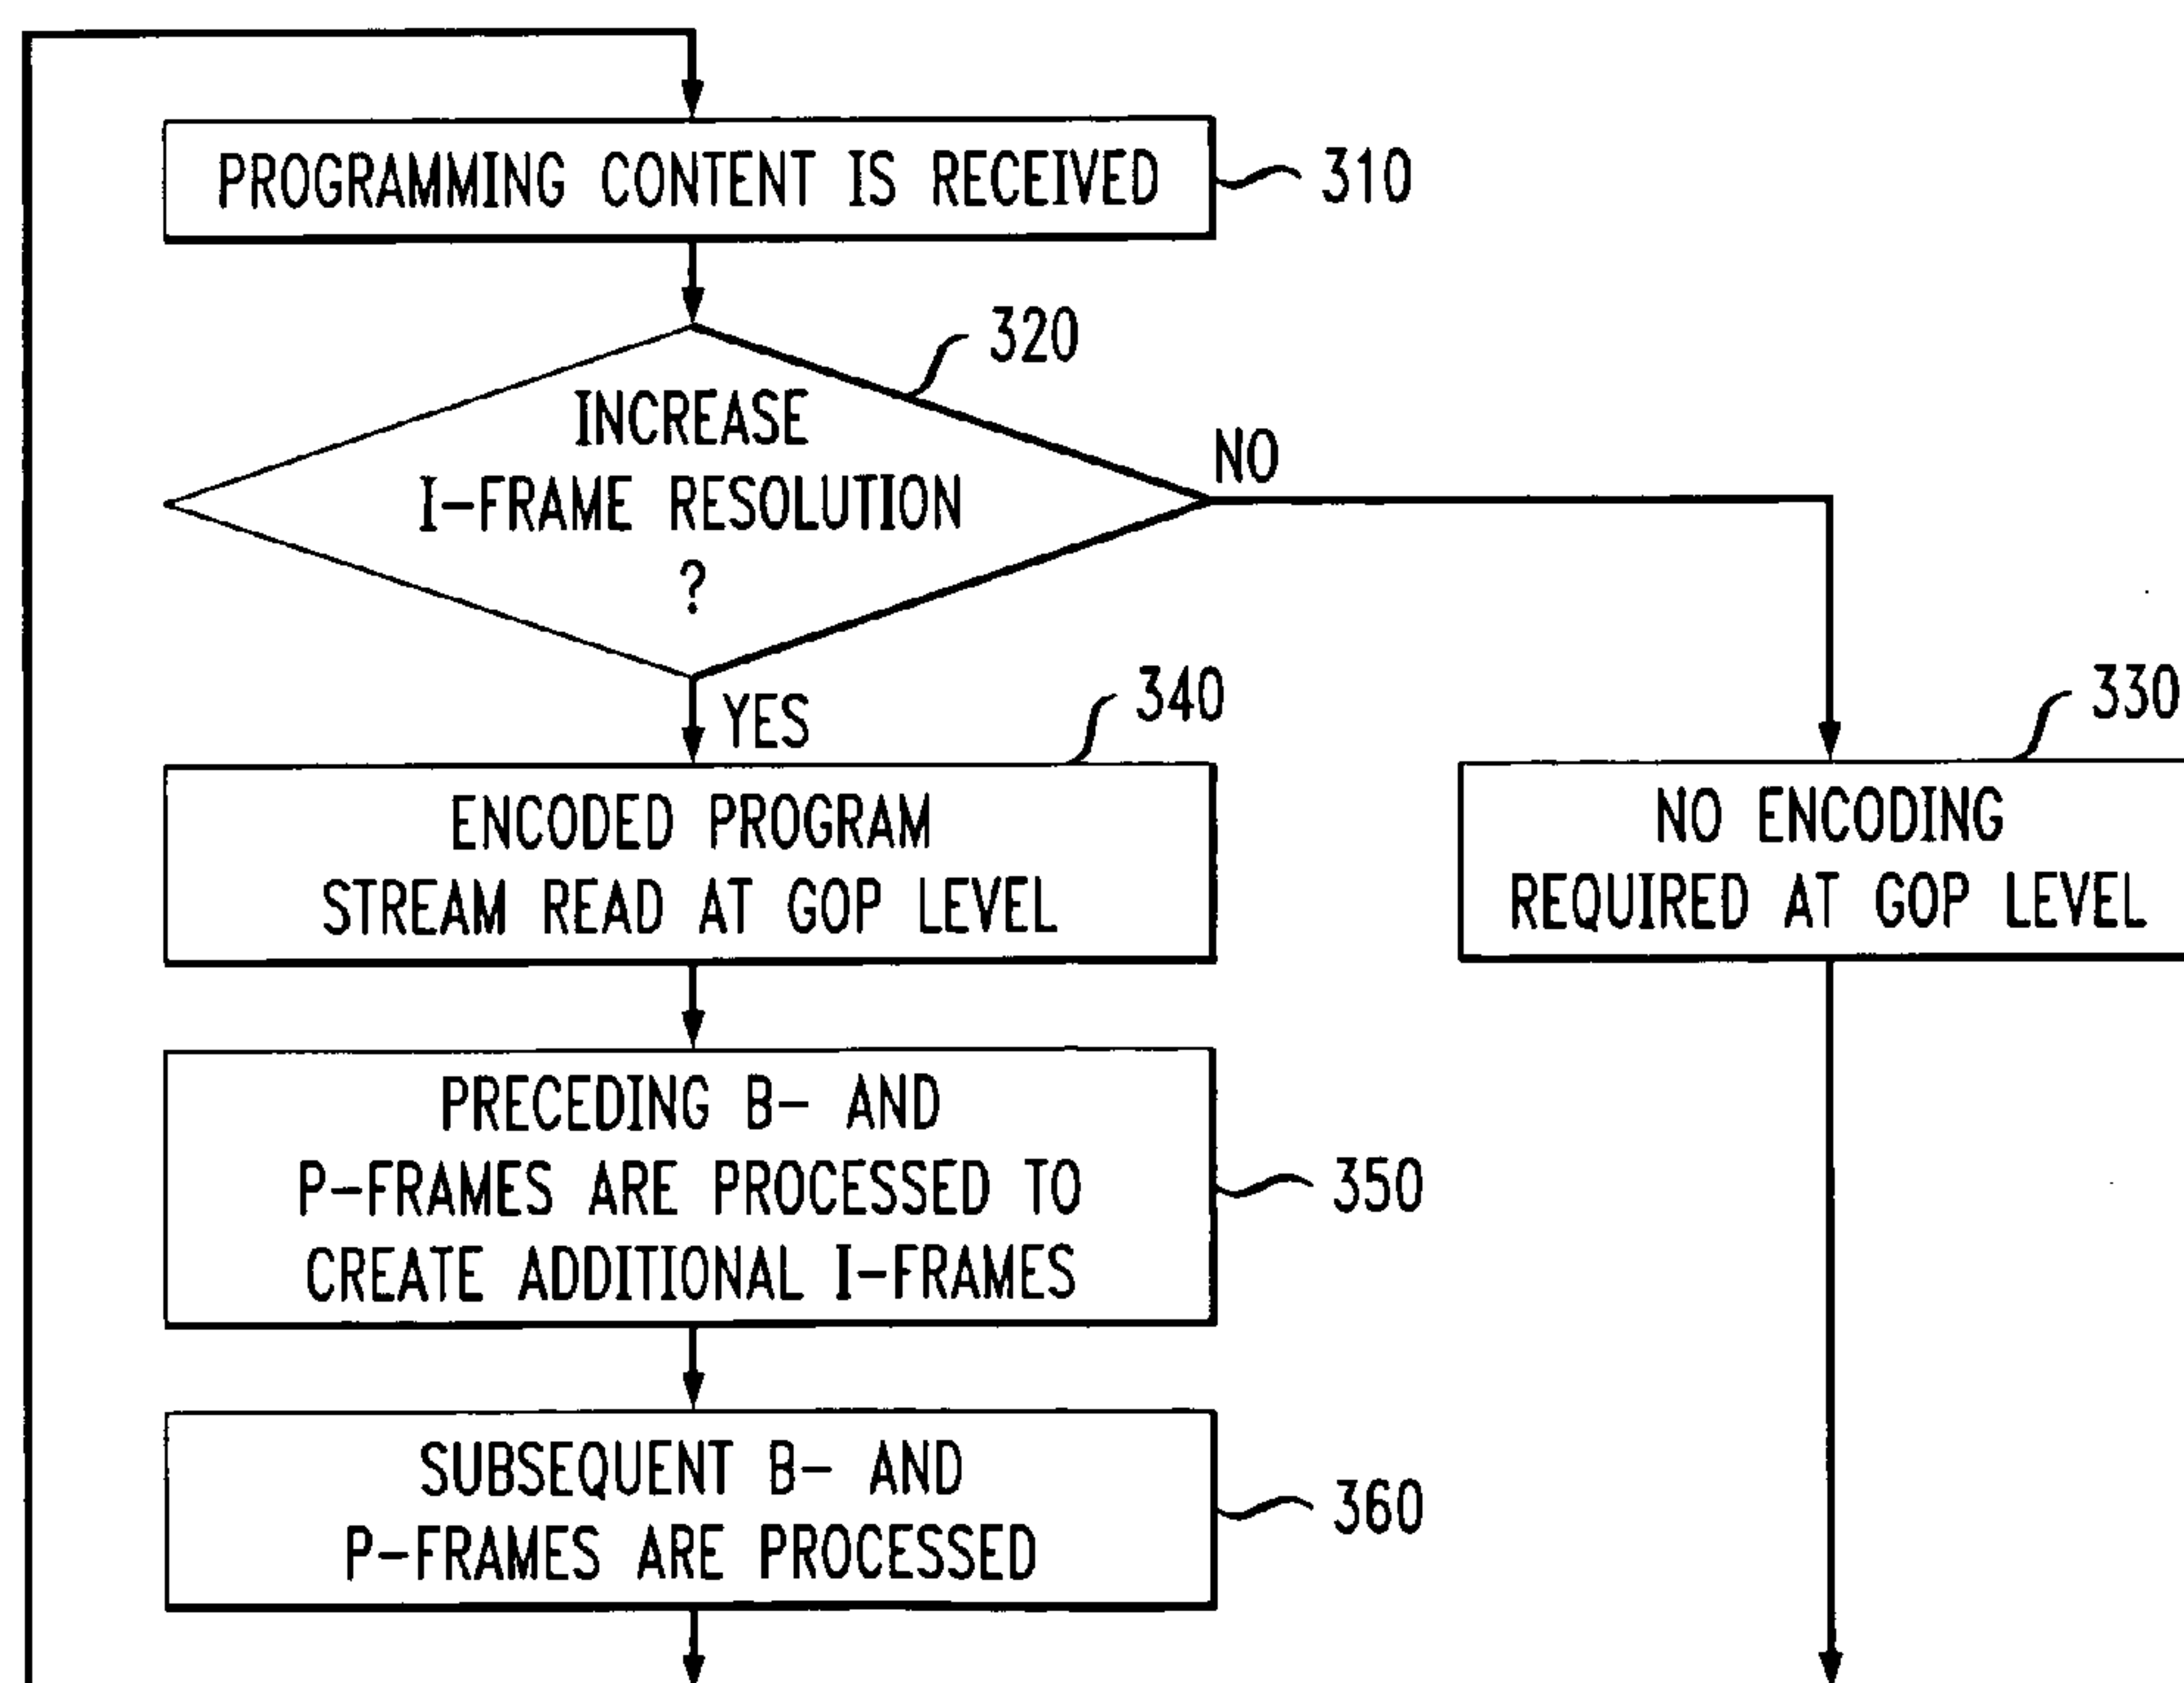 PROGRAMMING CONTENT IS RECEIVED
310
320
INCREASE
I-FRAME RESOLUTION
?
NO
YES
340
330
ENCODED PROGRAM
STREAM READ AT GOP LEVEL
NO ENCODING
REQUIRED AT GOP LEVEL
PRECEDING B- AND
P-FRAMES ARE PROCESSED TO
CREATE ADDITIONAL I-FRAMES
350
SUBSEQUENT B- AND
P-FRAMES ARE PROCESSED
360